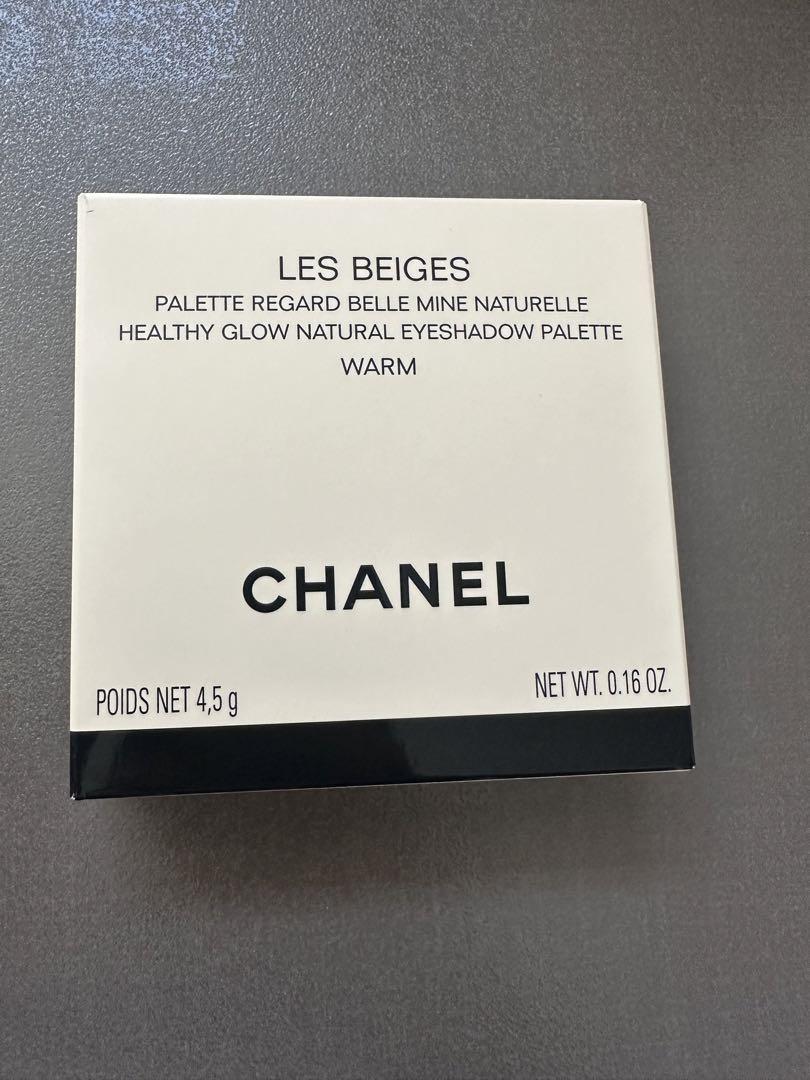 LES BEIGES
PALETTE REGARD BELLE MINE NATURELLE
HEALTHY GLOW NATURAL EYESHADOW PALETTE
WARM
CHANEL
POIDS NET 4,5 g
NET WT. 0.16 OZ.